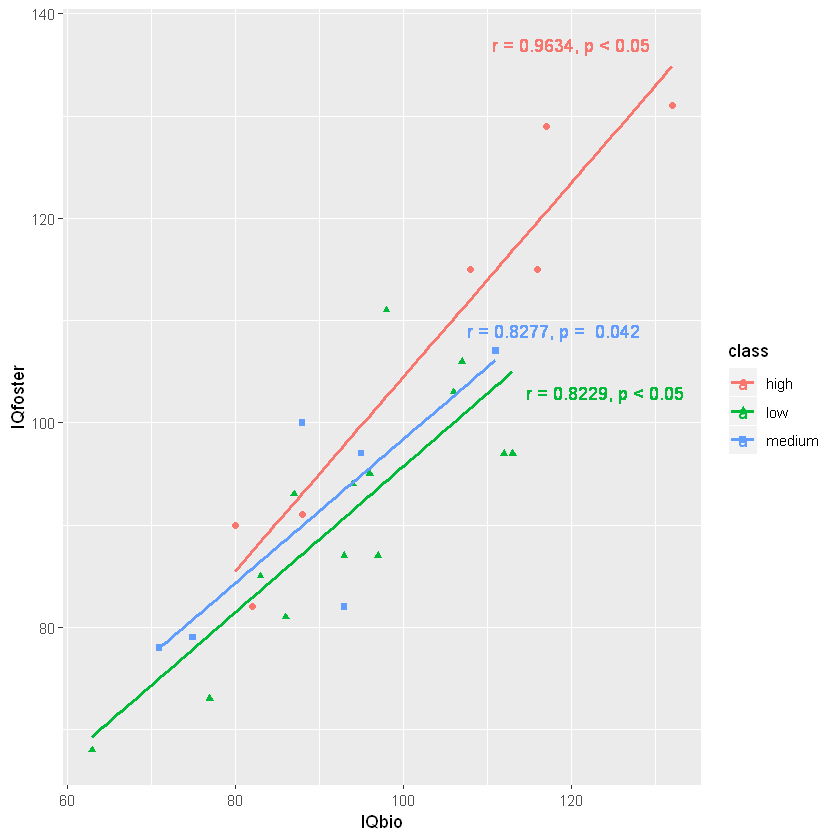 140
120
100
80
60
80
100
120
IQfoster
IQbio
r = 0.9634, p < 0.05
r = 0.8277, p =  0.042
r = 0.8229, p < 0.05
class
a high
a low
a medium